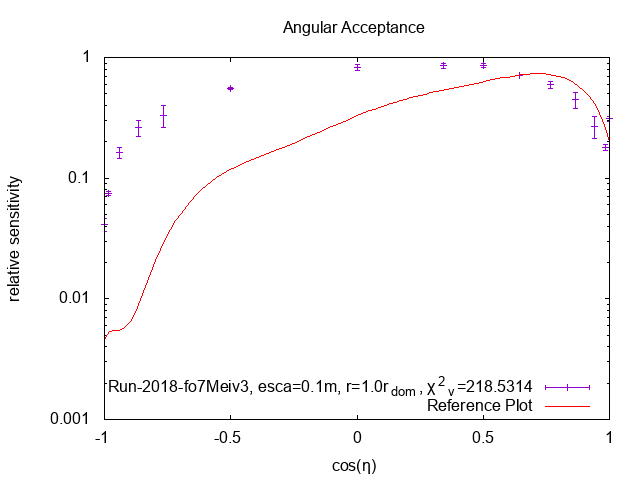 Angular Acceptance
relative sensitivity
1
0.1
0.01
0.001
Run-2018-fo7Meiv3, esca=0.1m, r=1.0r_dom, χ²_v=218.5314
Reference Plot
-1 -0.5 0 0.5 1
cos(η)